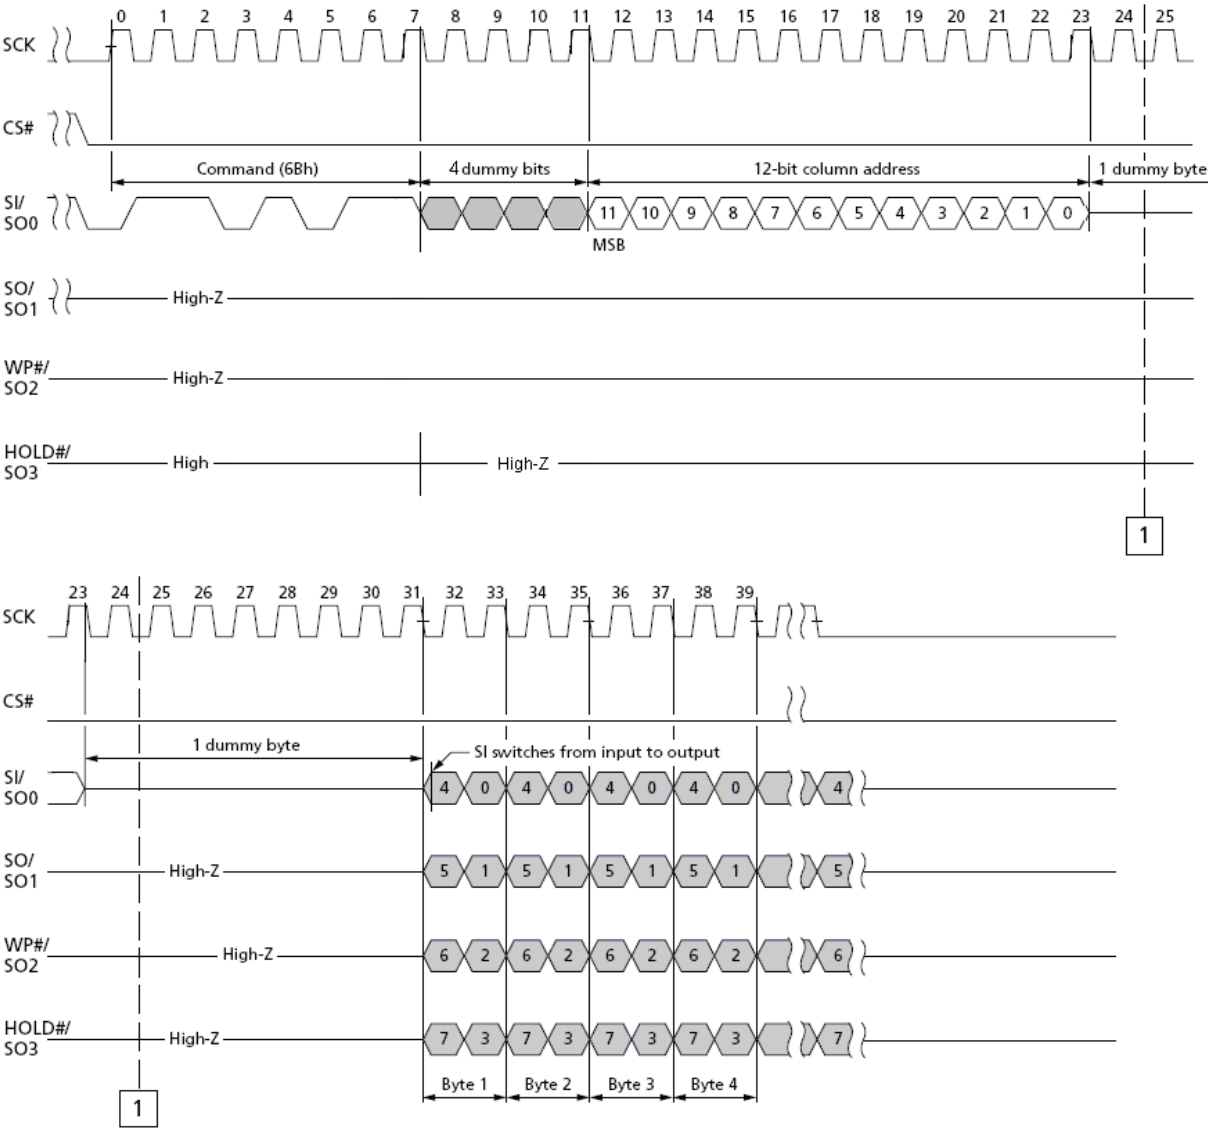 0 1 2 3 4 5 6 7 8 9 10 11 12 13 14 15 16 17 18 19 20 21 22 23 24 25
SCK
CS#
Command (6Bh) 4 dummy bits 12-bit column address 1 dummy byte
SI/
SO0
11 10 9 8 7 6 5 4 3 2 1 0
MSB
SO/
SO1
High-Z
WP#/
SO2
High-Z
HOLD#/
SO3
High High-Z
1
23 24 25 26 27 28 29 30 31 32 33 34 35 36 37 38 39
SCK
CS#
1 dummy byte
SI switches from input to output
SI/
SO0
4 0 4 0 4 0 4 0 4
SO/
SO1
High-Z 5 1 5 1 5 1 5 1 5
WP#/
SO2
High-Z 6 2 6 2 6 2 6 2 6
HOLD#/
SO3
High-Z 7 3 7 3 7 3 7 3 7
Byte 1 Byte 2 Byte 3 Byte 4
1